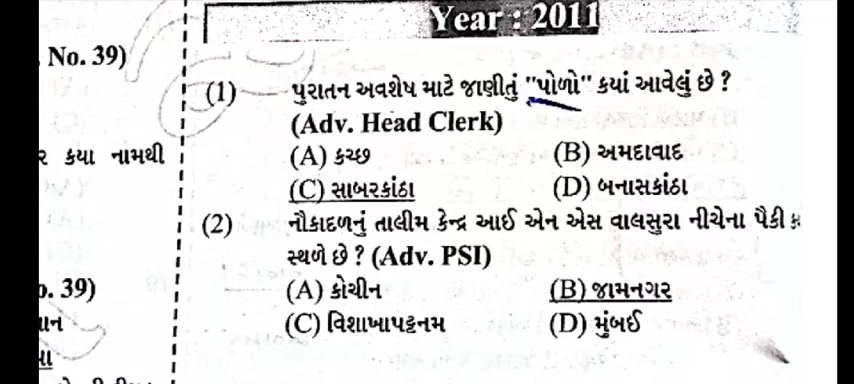 Year : 2011
No. 39)
(1) પુરાતન અવશેષ માટે જાણીતું "પોળો" કયાં આવેલું છે ?
(Adv. Head Clerk)
ર કયા નામથી
(A) કચ્છ (B) અમદાવાદ
(C) સાબરકાંઠા (D) બનાસકાંઠા
(2) નૌકાદળનું તાલીમ કેન્દ્ર આઈ એન એસ વાલસુરા નીચેના પૈકી
સ્થળે છે ? (Adv. PSI)
39)
(A) કોચીન (B) જામનગર
(C) વિશાખાપટ્ટનમ (D) મુંબઈ